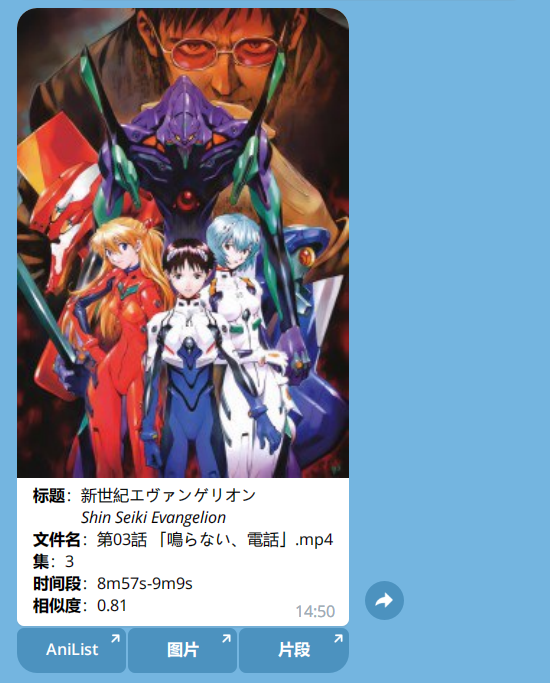 标题：新世紀エヴァンゲリオン
Shin Seiki Evangelion
文件名：第03話 「鳴らない、電話」.mp4
集：3
时间段：8m57s-9m9s
相似度：0.81
14:50
AniList
图片
片段